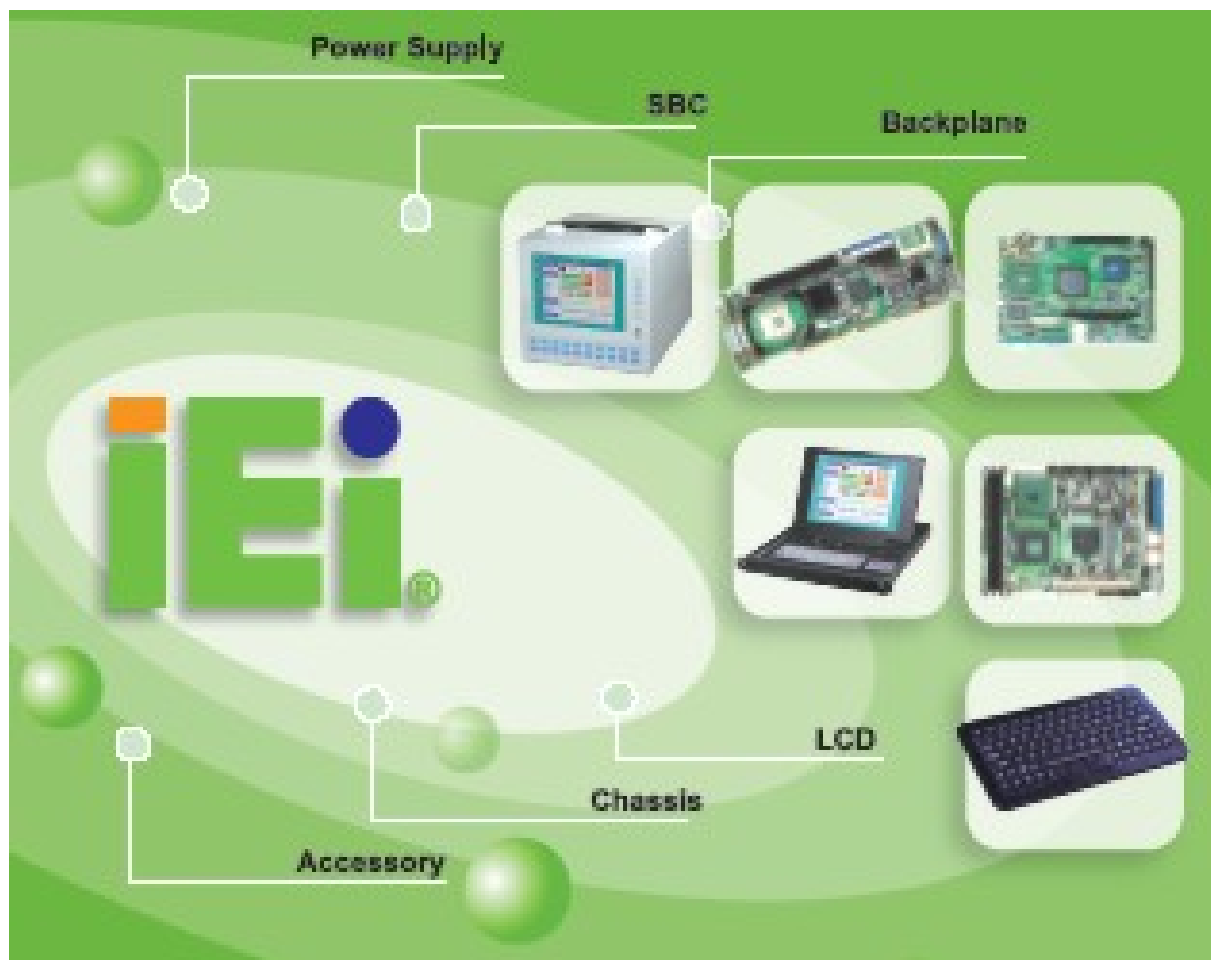 Power Supply
SBC
Backplane
iEi®
LCD
Chassis
Accessory